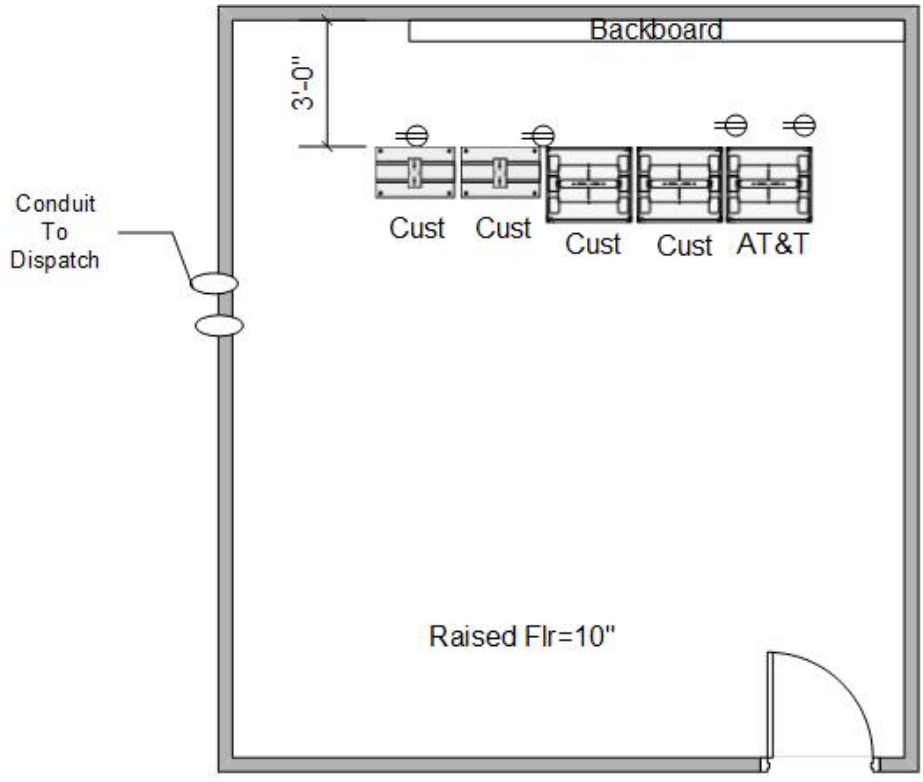 Backboard
3'-0"
Cust
Cust
Cust
Cust
AT&T
Conduit
To
Dispatch
Raised Flr=10"